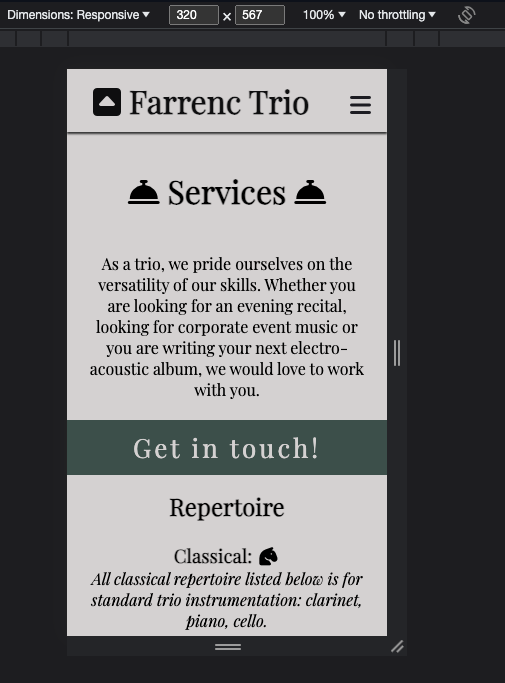 Dimensions: Responsive 320 x 567 100% No throttling
Farrenc Trio
Services
As a trio, we pride ourselves on the
versatility of our skills. Whether you
are looking for an evening recital,
looking for corporate event music or
you are writing your next electro-
acoustic album, we would love to work
with you.
Get in touch!
Repertoire
Classical:
All classical repertoire listed below is for
standard trio instrumentation: clarinet,
piano, cello.